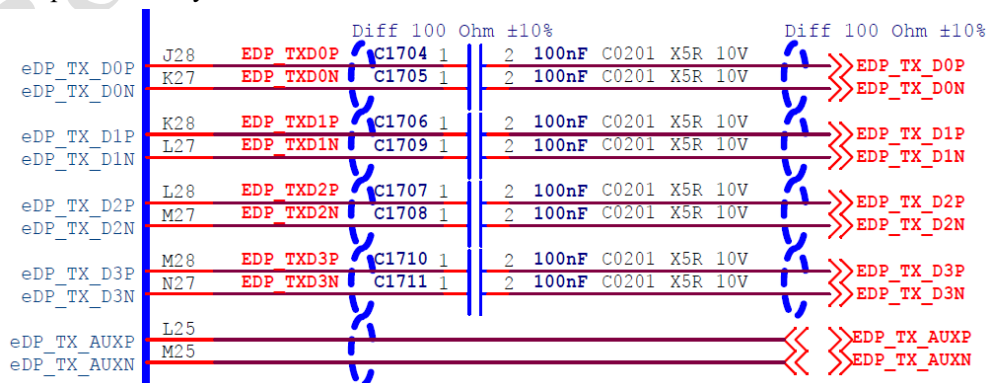 Diff 100 Ohm ±10% Diff 100 Ohm ±10%
eDP_TX_D0P J28 EDP_TXD0P C1704 1 2 100nF C0201 X5R 10V EDP_TX_D0P
eDP_TX_D0N K27 EDP_TXD0N C1705 1 2 100nF C0201 X5R 10V EDP_TX_D0N
eDP_TX_D1P K28 EDP_TXD1P C1706 1 2 100nF C0201 X5R 10V EDP_TX_D1P
eDP_TX_D1N L27 EDP_TXD1N C1709 1 2 100nF C0201 X5R 10V EDP_TX_D1N
eDP_TX_D2P L28 EDP_TXD2P C1707 1 2 100nF C0201 X5R 10V EDP_TX_D2P
eDP_TX_D2N M27 EDP_TXD2N C1708 1 2 100nF C0201 X5R 10V EDP_TX_D2N
eDP_TX_D3P M28 EDP_TXD3P C1710 1 2 100nF C0201 X5R 10V EDP_TX_D3P
eDP_TX_D3N N27 EDP_TXD3N C1711 1 2 100nF C0201 X5R 10V EDP_TX_D3N
eDP_TX_AUXP L25 EDP_TX_AUXP
eDP_TX_AUXN M25 EDP_TX_AUXN